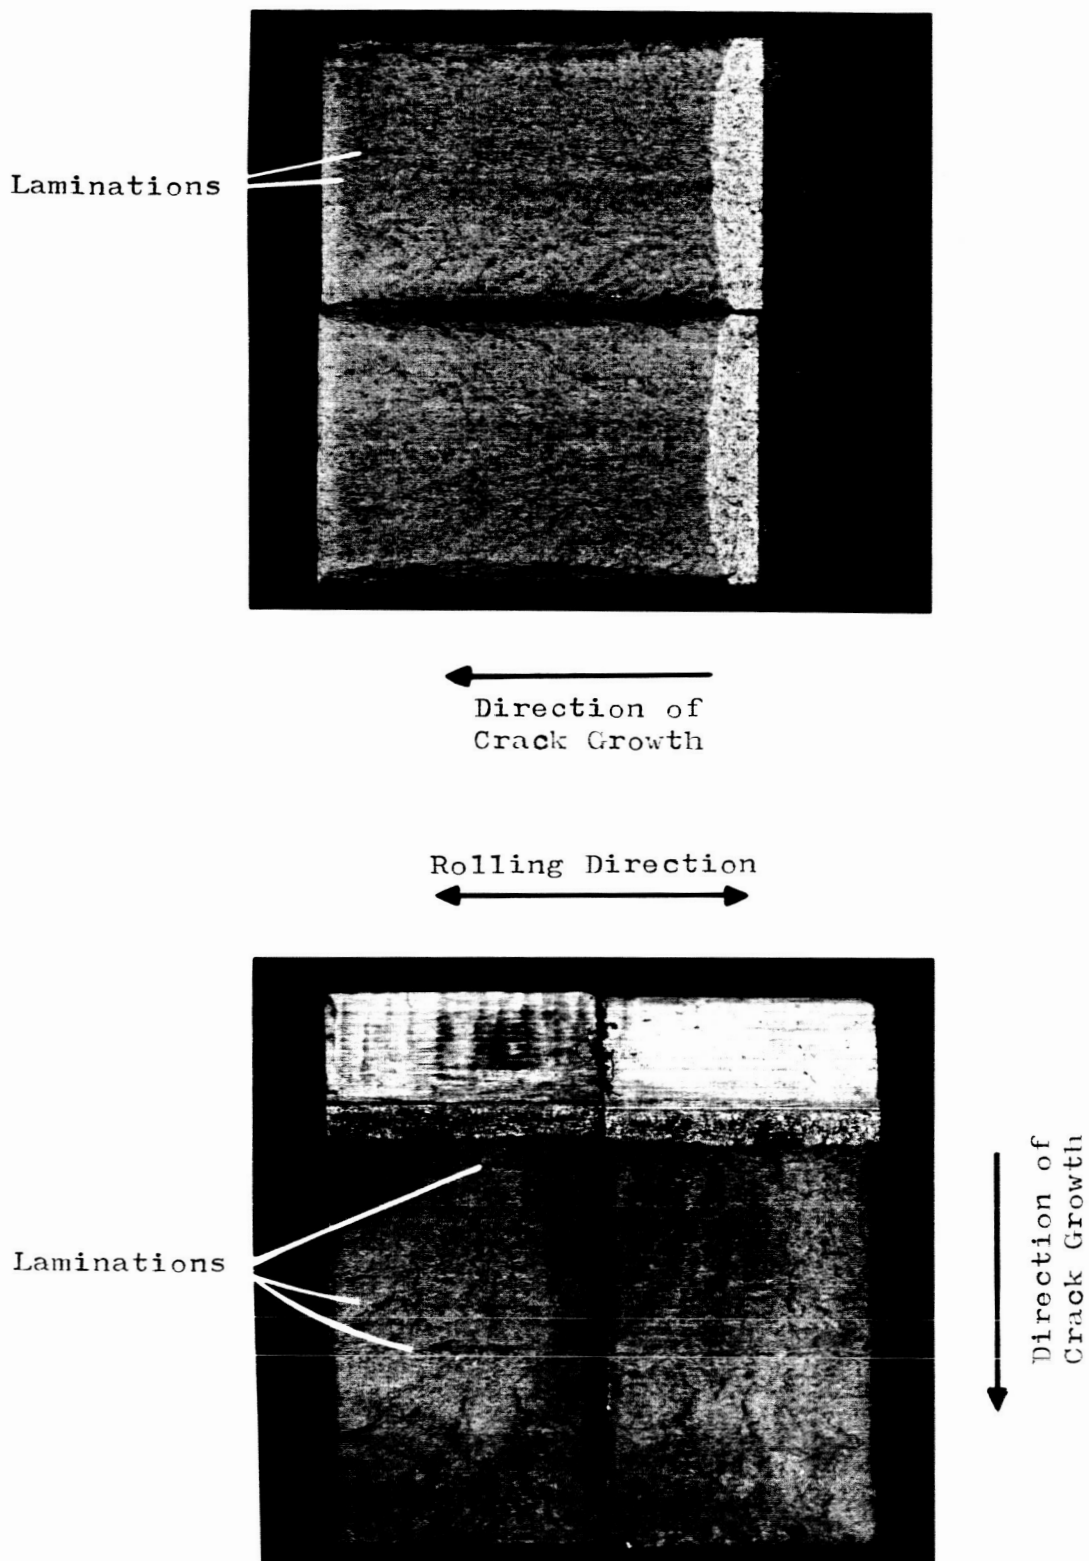 Laminations
Direction of
Crack Growth
Rolling Direction
Laminations
Direction of
Crack Growth